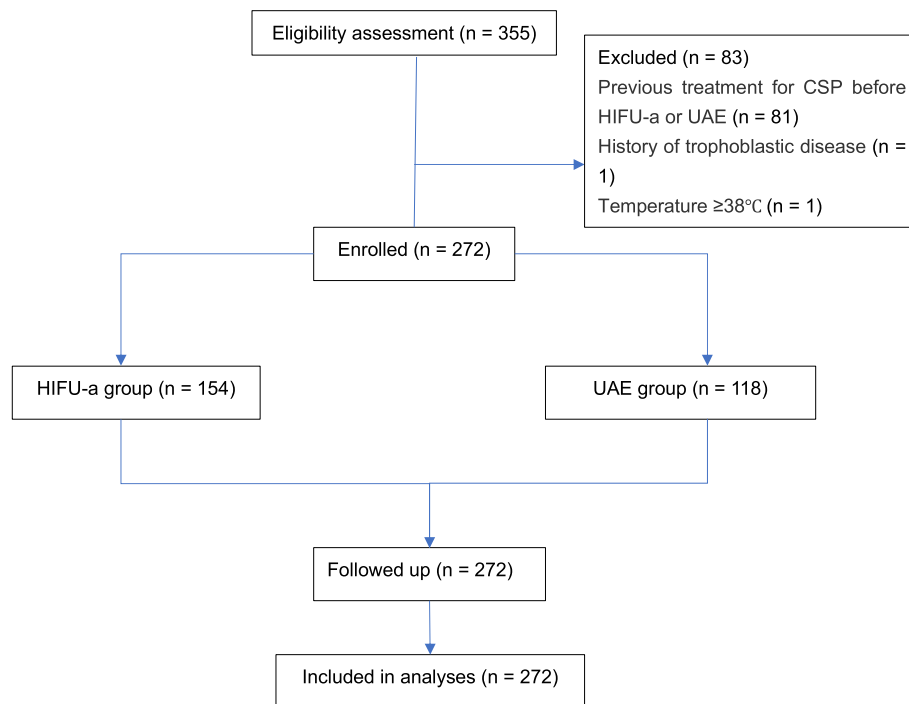 Eligibility assessment (n = 355)
Excluded (n = 83)
Previous treatment for CSP before
HIFU-a or UAE (n = 81)
History of trophoblastic disease (n =
1)
Temperature ≥38℃ (n = 1)
Enrolled (n = 272)
HIFU-a group (n = 154)
UAE group (n = 118)
Followed up (n = 272)
Included in analyses (n = 272)